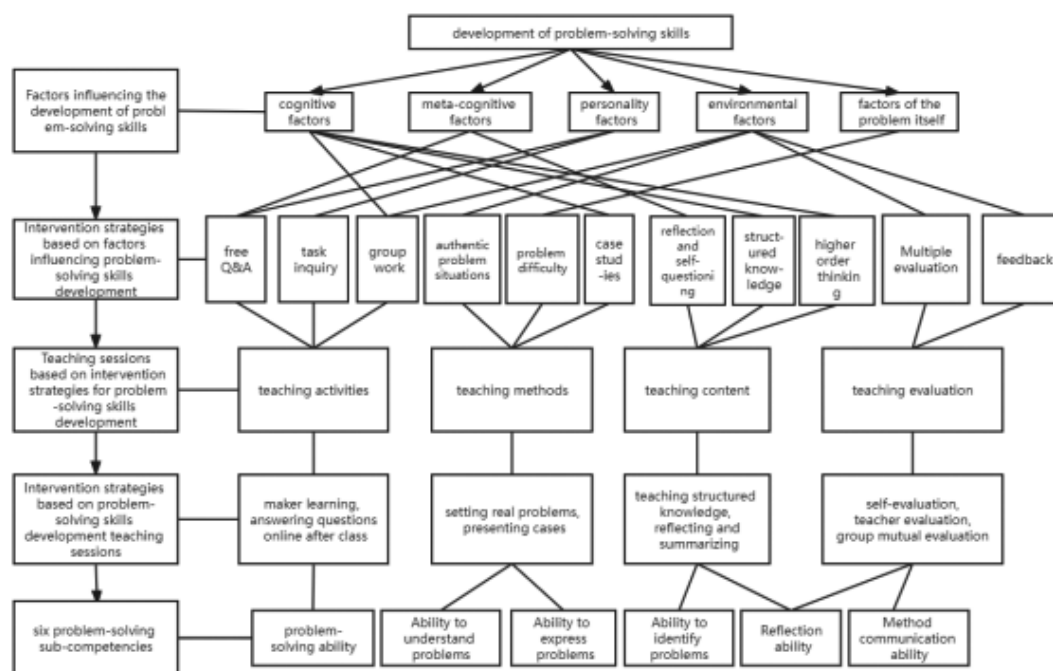 development of problem-solving skills
Factors influencing the
development of probl
em-solving skills
cognitive
factors
meta-cognitive
factors
personality
factors
environmental
factors
factors of the
problem itself
Intervention strategies
based on factors
influencing problem-
solving skills
development
free
Q&A
task
inquiry
group
work
authentic
problem
situations
problem
difficulty
case
stud
-ies
reflection
and
self-
questioni
ng
struct-
ured
know-
ledge
higher
order
thinkin
g
Multiple
evaluation
feedback
Teaching sessions
based on intervention
strategies for problem
-solving skills
development
teaching activities
teaching methods
teaching content
teaching evaluation
Intervention strategies
based on problem-
solving skills
development teaching
sessions
maker learning,
answering questions
online after class
setting real problems,
presenting cases
teaching structured
knowledge,
reflecting and
summarizing
self-evaluation,
teacher evaluation,
group mutual evaluation
six problem-solving
sub-competencies
problem-
solving ability
Ability to
understand
problems
Ability to
express
problems
Ability to
identify
problems
Reflection
ability
Method
communication
ability